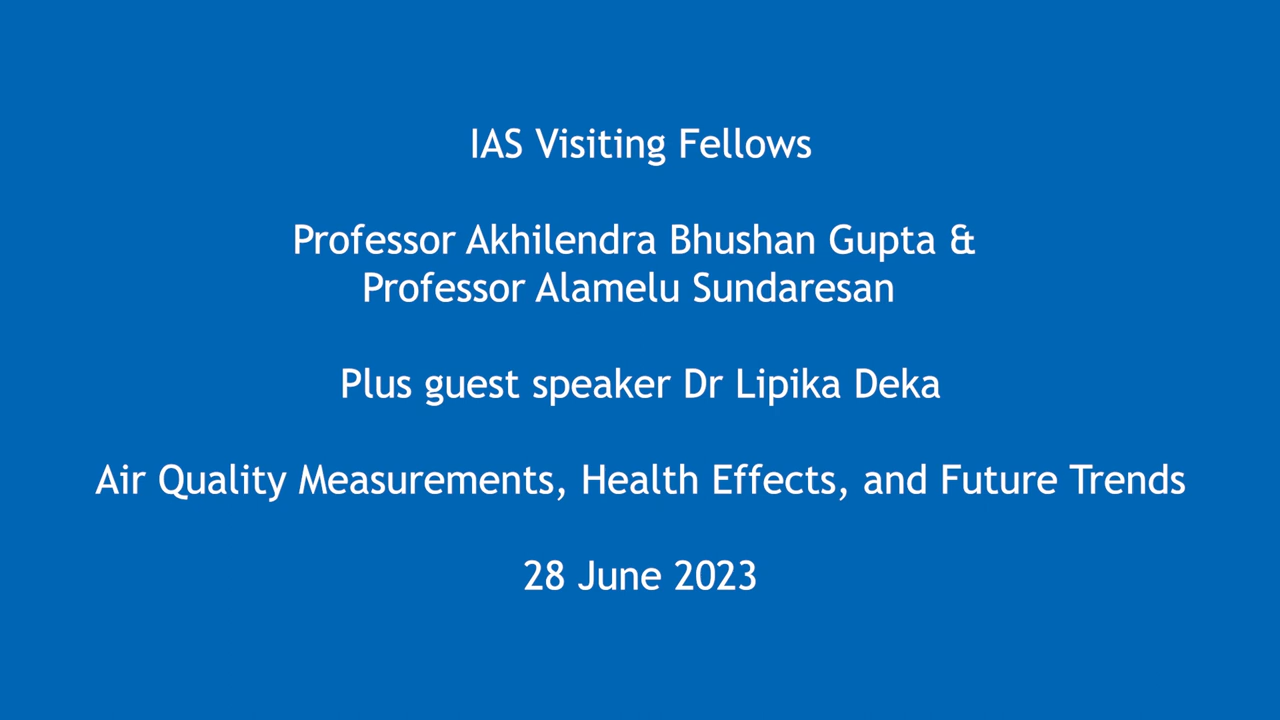 IAS Visiting Fellows
Professor Akhilendra Bhushan Gupta &
Professor Alamelu Sundaresan
Plus guest speaker Dr Lipika Deka
Air Quality Measurements, Health Effects, and Future Trends
28 June 2023